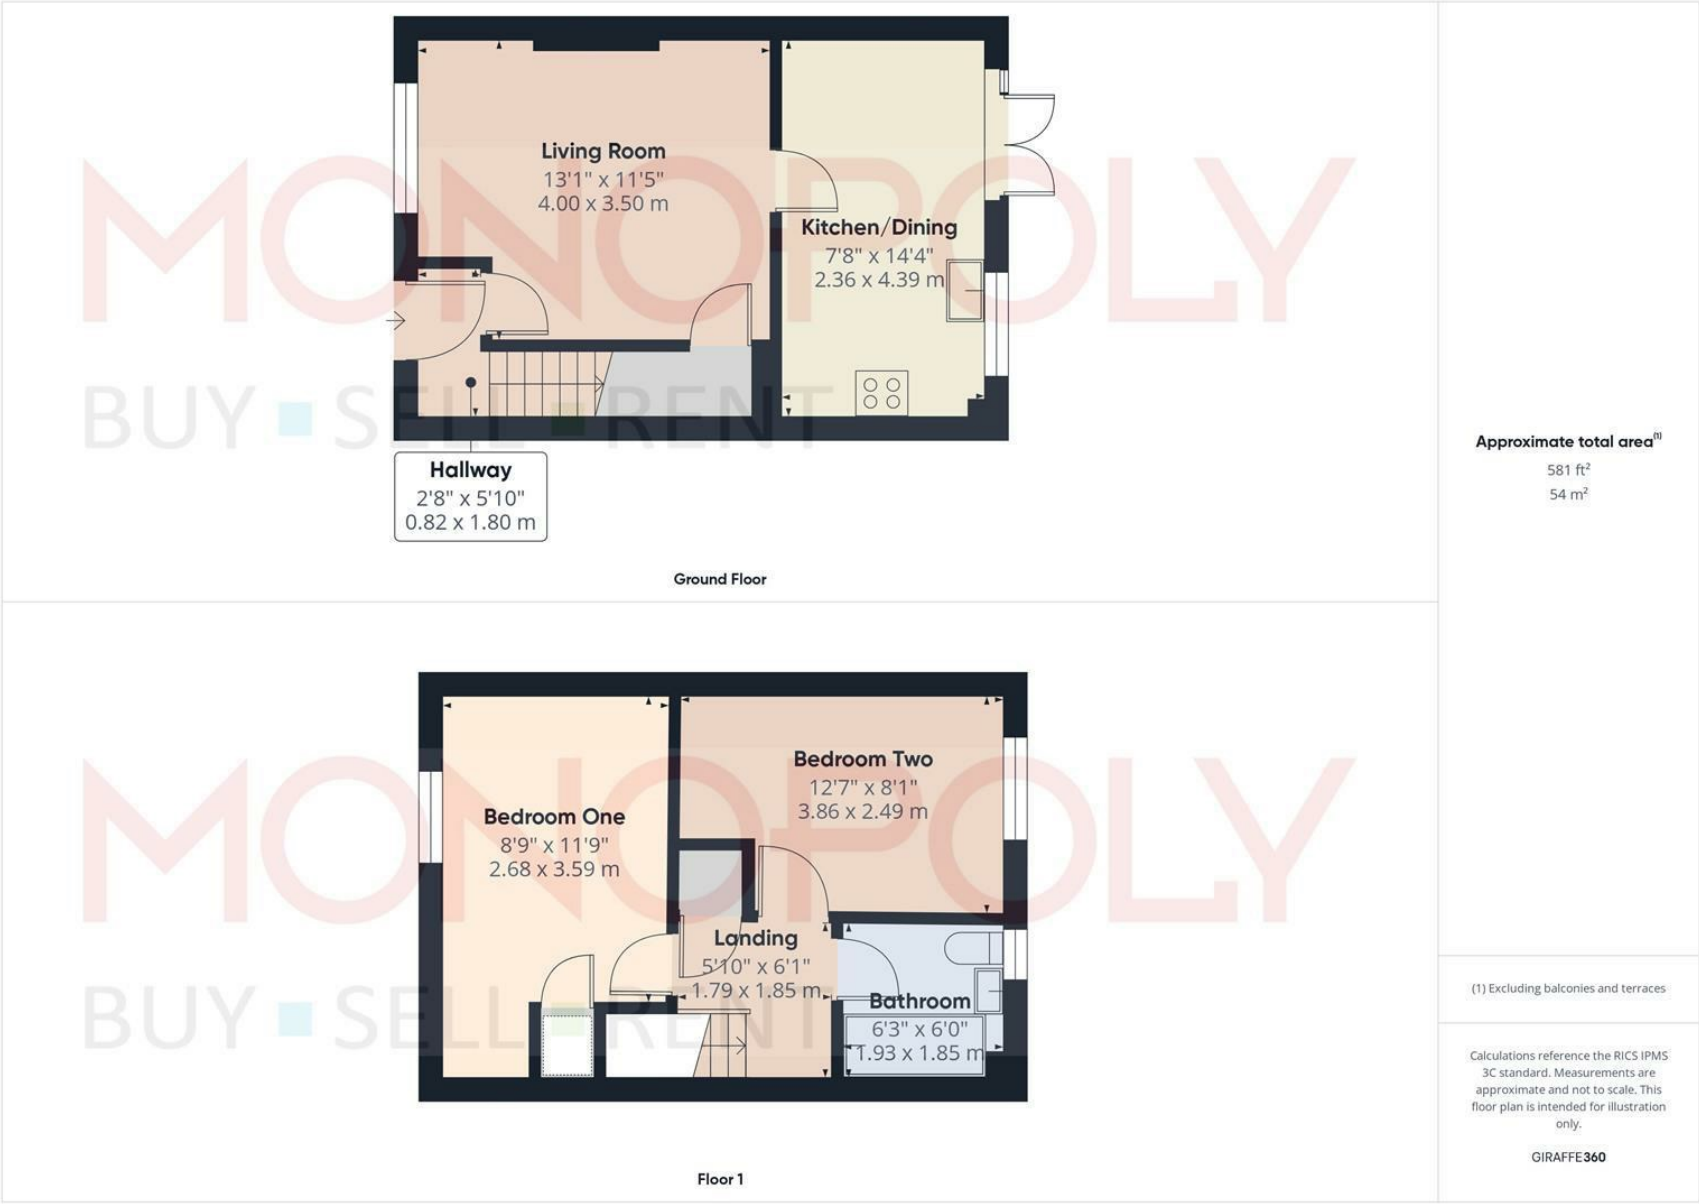 Living Room
13'1" x 11'5"
4.00 x 3.50 m
Kitchen/Dining
7'8" x 14'4"
2.36 x 4.39 m
MONOPOLY
BUY SELL RENT
Hallway
2'8" x 5'10"
0.82 x 1.80 m
Ground Floor
Approximate total area(1)
581 ft²
54 m²
Bedroom Two
12'7" x 8'1"
3.86 x 2.49 m
Bedroom One
8'9" x 11'9"
2.68 x 3.59 m
MONOPOLY
Landing
5'10" x 6'1"
1.79 x 1.85 m
Bathroom
6'3" x 6'0"
1.93 x 1.85 m
BUY SELL RENT
Floor 1
(1) Excluding balconies and terraces
Calculations reference the RICS IPMS
3C standard. Measurements are
approximate and not to scale. This
floor plan is intended for illustration
only.
GIRAFFE360